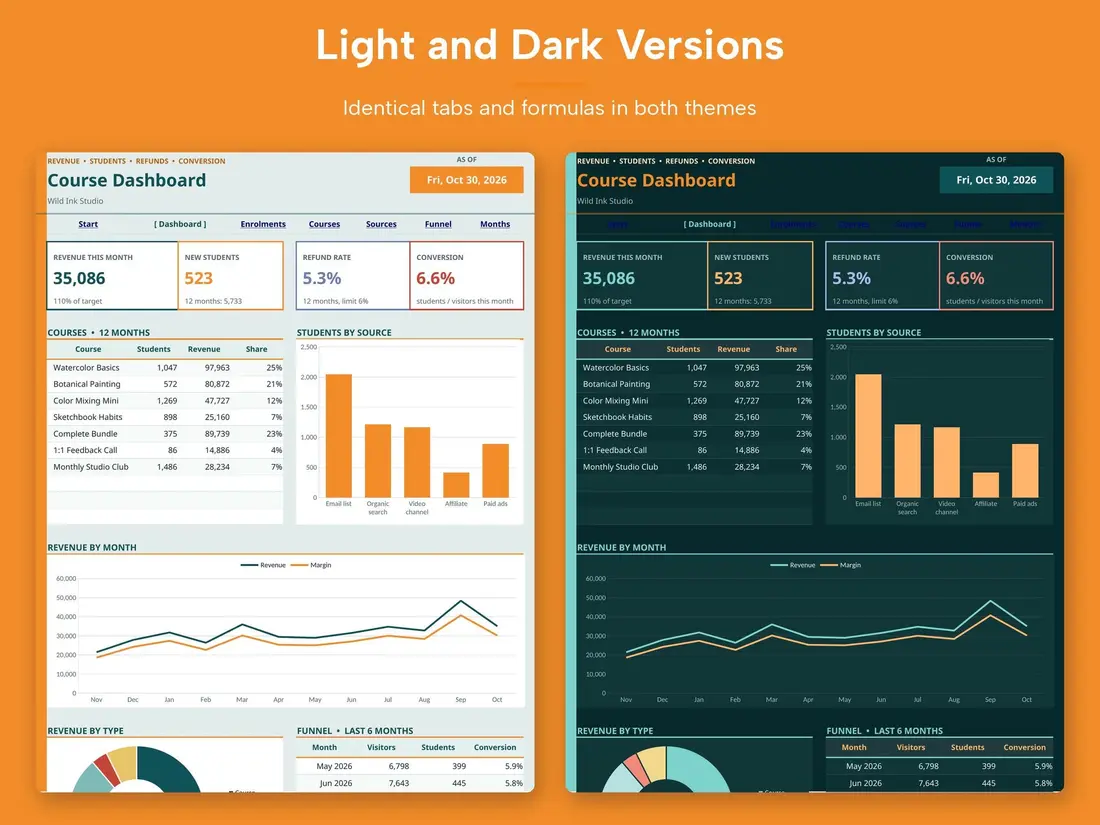 Light and Dark Versions
Identical tabs and formulas in both themes
REVENUE • STUDENTS • REFUNDS • CONVERSION
AS OF
Course Dashboard
Fri, Oct 30, 2026
Wild Ink Studio
Start [ Dashboard ] Enrolments Courses Sources Funnel Months
REVENUE THIS MONTH NEW STUDENTS REFUND RATE CONVERSION
35,086 523 5.3% 6.6%
110% of target 12 months: 5,733 12 months, limit 6% students / visitors this month
COURSES • 12 MONTHS
Course Students Revenue Share
Watercolor Basics 1,047 97,963 25%
Botanical Painting 572 80,872 21%
Color Mixing Mini 1,269 47,727 12%
Sketchbook Habits 898 25,160 7%
Complete Bundle 375 89,739 23%
1:1 Feedback Call 86 14,886 4%
Monthly Studio Club 1,486 28,234 7%
STUDENTS BY SOURCE
2,500
2,000
1,500
1,000
500
0
Email list Organic search Video channel Affiliate Paid ads
REVENUE BY MONTH
Revenue Margin
60,000
50,000
40,000
30,000
20,000
10,000
0
Nov Dec Jan Feb Mar Apr May Jun Jul Aug Sep Oct
REVENUE BY TYPE
FUNNEL • LAST 6 MONTHS
Month Visitors Students Conversion
May 2026 6,798 399 5.9%
Jun 2026 7,643 445 5.8%
REVENUE • STUDENTS • REFUNDS • CONVERSION
AS OF
Course Dashboard
Fri, Oct 30, 2026
Wild Ink Studio
Start [ Dashboard ] Enrolments Courses Sources Funnel Months
REVENUE THIS MONTH NEW STUDENTS REFUND RATE CONVERSION
35,086 523 5.3% 6.6%
110% of target 12 months: 5,733 12 months, limit 6% students / visitors this month
COURSES • 12 MONTHS
Course Students Revenue Share
Watercolor Basics 1,047 97,963 25%
Botanical Painting 572 80,872 21%
Color Mixing Mini 1,269 47,727 12%
Sketchbook Habits 898 25,160 7%
Complete Bundle 375 89,739 23%
1:1 Feedback Call 86 14,886 4%
Monthly Studio Club 1,486 28,234 7%
STUDENTS BY SOURCE
2,500
2,000
1,500
1,000
500
0
Email list Organic search Video channel Affiliate Paid ads
REVENUE BY MONTH
Revenue Margin
60,000
50,000
40,000
30,000
20,000
10,000
0
Nov Dec Jan Feb Mar Apr May Jun Jul Aug Sep Oct
REVENUE BY TYPE
FUNNEL • LAST 6 MONTHS
Month Visitors Students Conversion
May 2026 6,798 399 5.9%
Jun 2026 7,643 445 5.8%